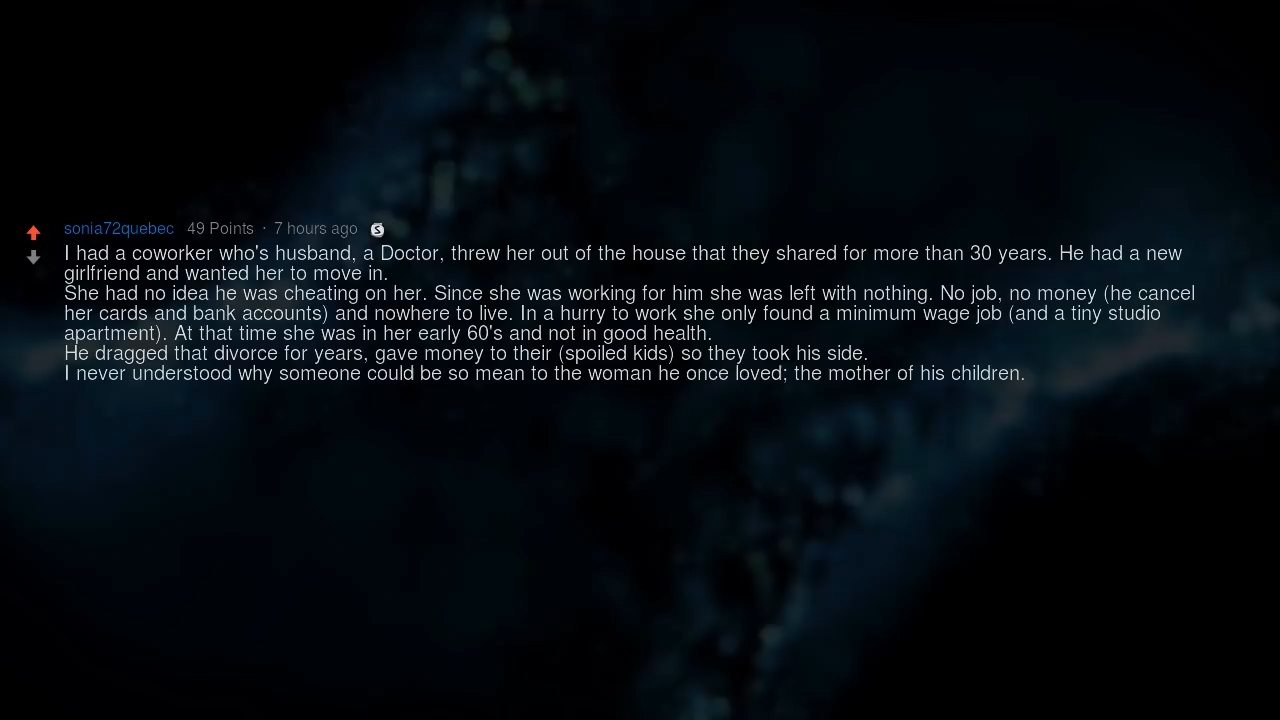 sonia72quebec 49 Points · 7 hours ago S
I had a coworker who's husband, a Doctor, threw her out of the house that they shared for more than 30 years. He had a new
girlfriend and wanted her to move in.
She had no idea he was cheating on her. Since she was working for him she was left with nothing. No job, no money (he cancel
her cards and bank accounts) and nowhere to live. In a hurry to work she only found a minimum wage job (and a tiny studio
apartment). At that time she was in her early 60's and not in good health.
He dragged that divorce for years, gave money to their (spoiled kids) so they took his side.
I never understood why someone could be so mean to the woman he once loved; the mother of his children.